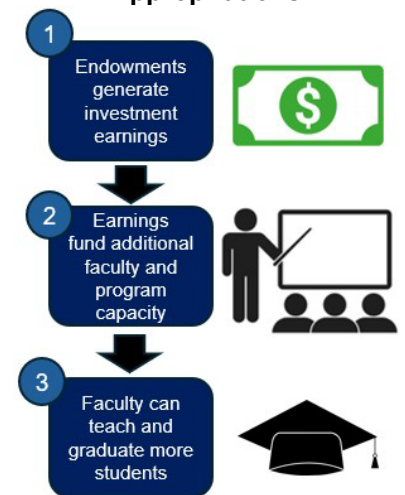 1
Endowments
generate
investment
earnings
$
2
Earnings
fund additional
faculty and
program
capacity
3
Faculty can
teach and
graduate more
students